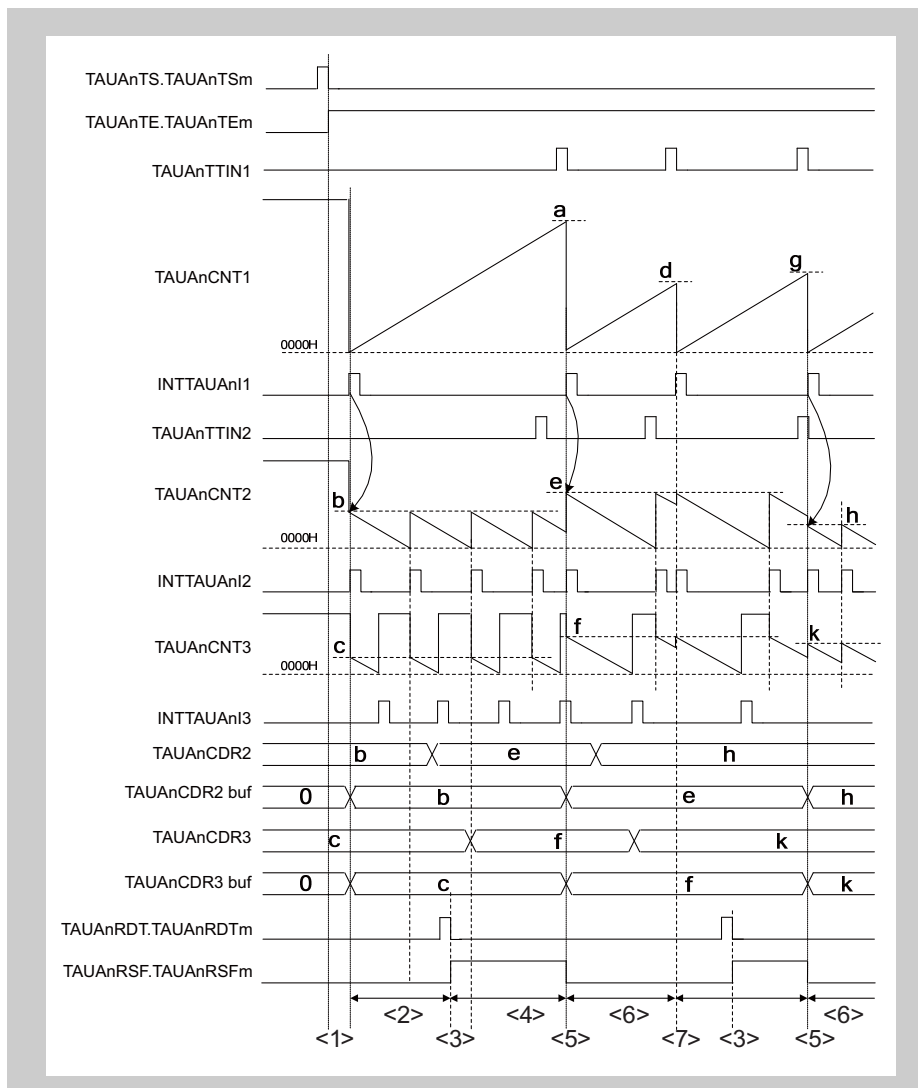 TAUAnTS.TAUAnTSm
TAUAnTE.TAUAnTEm
TAUAnTTIN1
a
d
g
TAUAnCNT1
0000H
INTTAUAnI1
TAUAnTTIN2
TAUAnCNT2
b
e
h
0000H
INTTAUAnI2
TAUAnCNT3
c
f
k
0000H
INTTAUAnI3
TAUAnCDR2
b
e
h
TAUAnCDR2 buf
0
b
e
h
TAUAnCDR3
c
f
k
TAUAnCDR3 buf
0
c
f
k
TAUAnRDT.TAUAnRDTm
TAUAnRSF.TAUAnRSFm
<2>
<4>
<6>
<6>
<1>
<3>
<5>
<7>
<3>
<5>